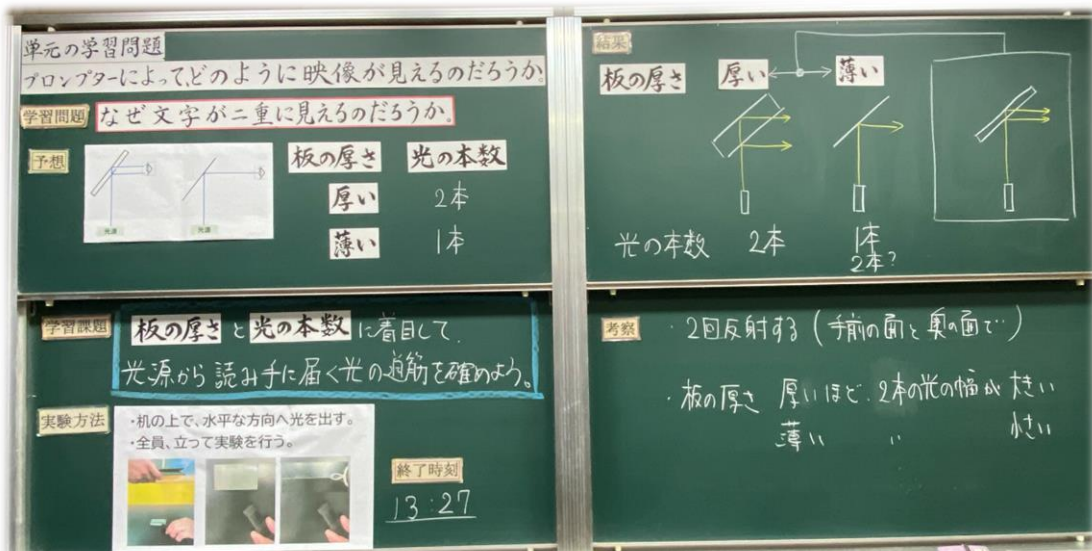 単元の学習問題
プロンプターによって、どのように映像が見えるのだろうか。
学習問題 なぜ文字が二重に見えるのだろうか。
予想
光源 光源
板の厚さ 光の本数
厚い 2本
薄い 1本
学習課題 板の厚さと光の本数に着目して、
光源から読み手に届く光の道筋を確めよう。
実験方法
・机の上で、水平な方向へ光を出す。
・全員、立って実験を行う。
終了時刻
13:27
結果
板の厚さ 厚い 薄い
光の本数 2本 1本
2本?
考察
・2回反射する(手前の面と奥の面で)
・板の厚さ 厚いほど 2本の光の幅が 大きい
薄い 〃 小さい